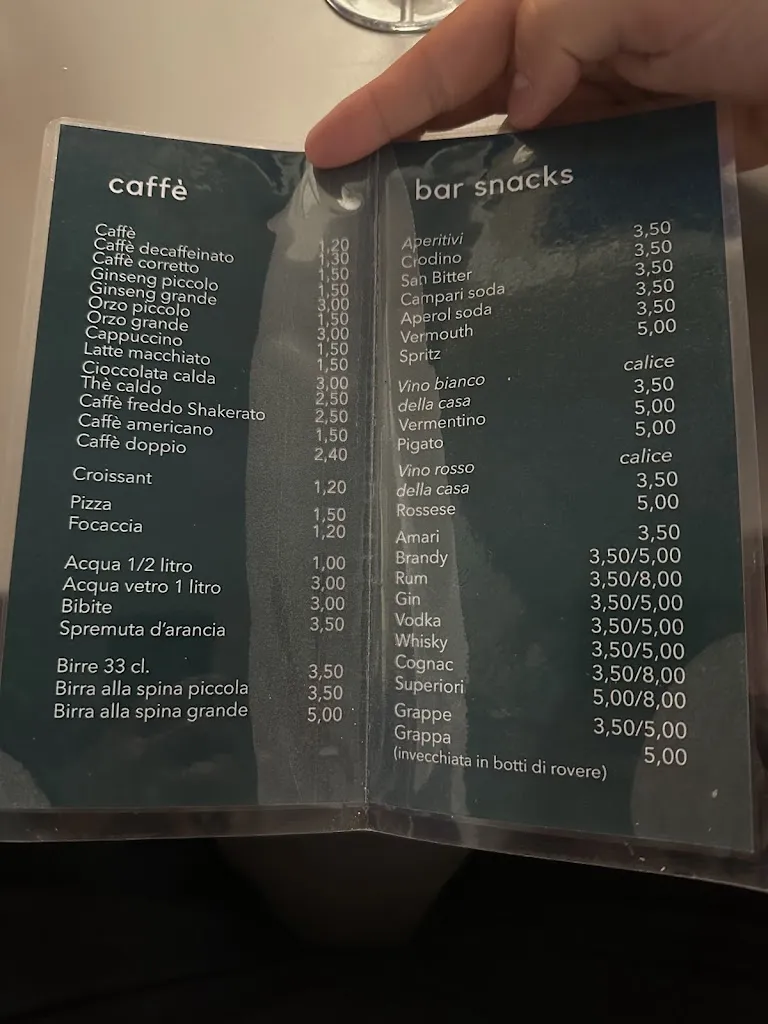 caffè
Caffè 1,20
Caffè decaffeinato 1,30
Caffè corretto 1,50
Ginseng piccolo 1,50
Ginseng grande 3,00
Orzo piccolo 1,50
Orzo grande 3,00
Cappuccino 1,50
Latte macchiato 1,50
Cioccolata calda 3,00
Thè caldo 2,50
Caffè freddo Shakerato 2,50
Caffè americano 1,50
Caffè doppio 2,40
Croissant 1,20
Pizza 1,50
Focaccia 1,20
Acqua 1/2 litro 1,00
Acqua vetro 1 litro 3,00
Bibite 3,00
Spremuta d'arancia 3,50
Birre 33 cl. 3,50
Birra alla spina piccola 3,50
Birra alla spina grande 5,00
bar snacks
Aperitivi
Crodino 3,50
San Bitter 3,50
Campari soda 3,50
Aperol soda 3,50
Vermouth 3,50
Spritz 5,00
Vino bianco calice
della casa 3,50
Vermentino 5,00
Pigato 5,00
Vino rosso calice
della casa 3,50
Rossese 5,00
Amari 3,50
Brandy 3,50/5,00
Rum 3,50/8,00
Gin 3,50/5,00
Vodka 3,50/5,00
Whisky 3,50/5,00
Cognac 3,50/8,00
Superiori 5,00/8,00
Grappe 3,50/5,00
Grappa 5,00
(invecchiata in botti di rovere)